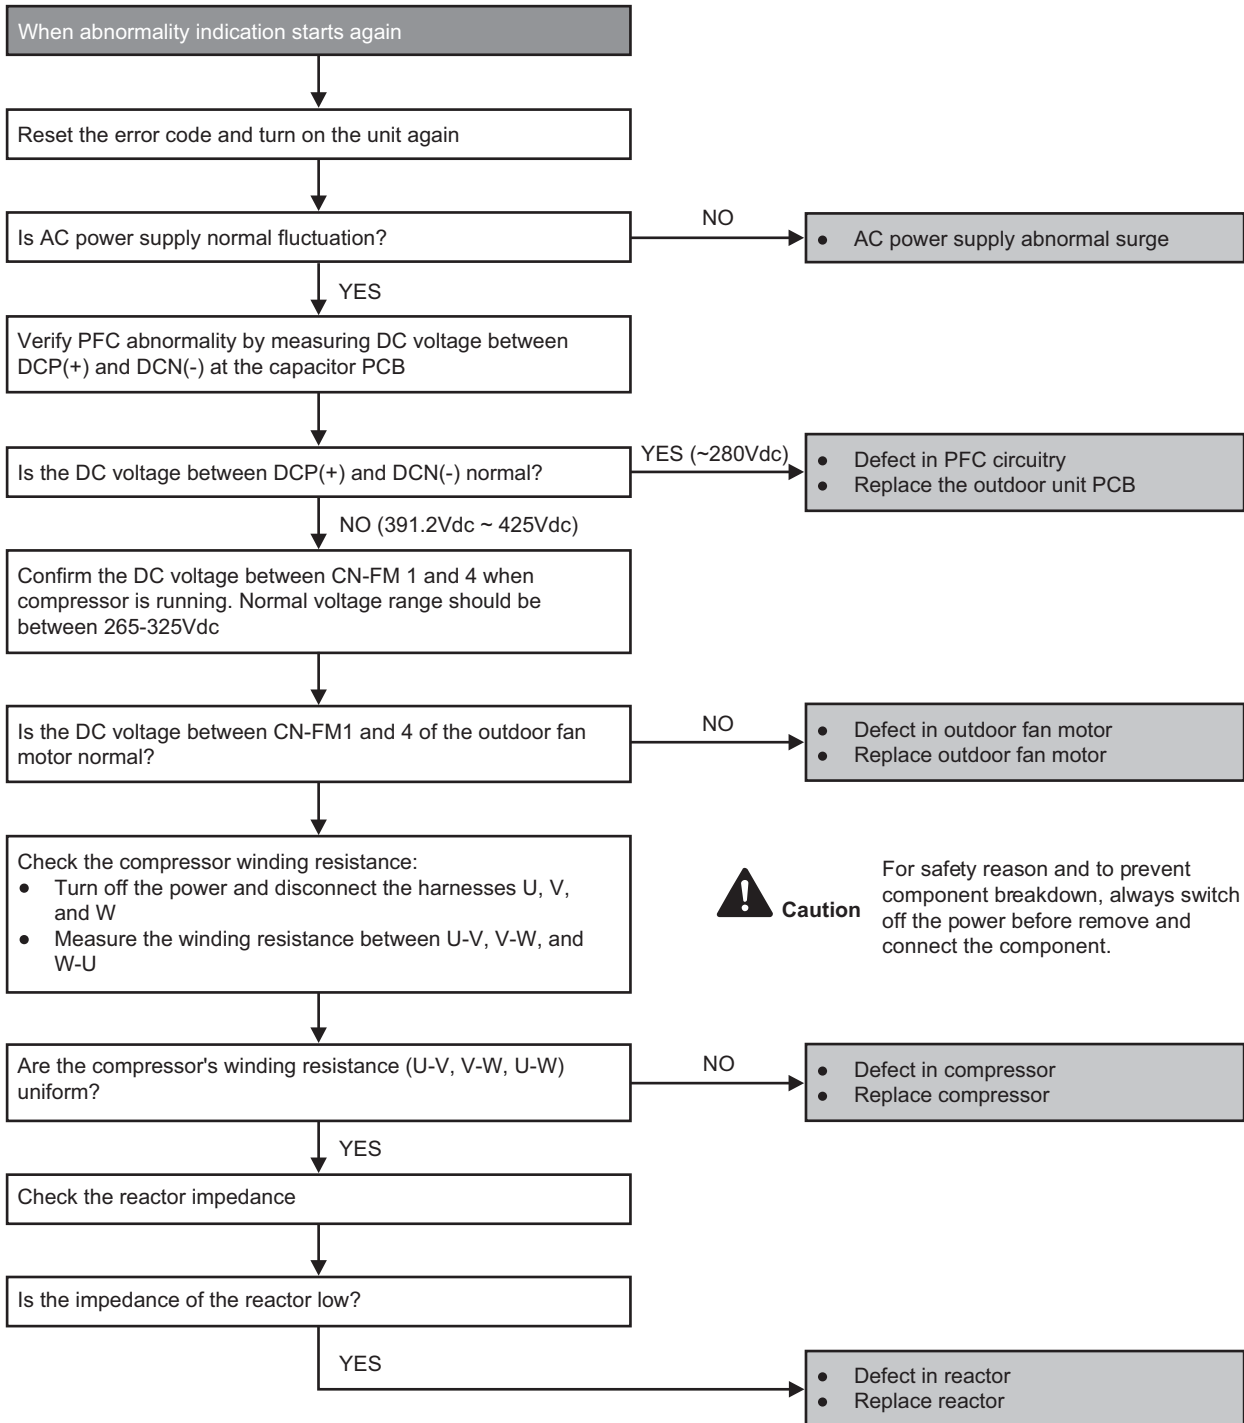 When abnormality indication starts again
Reset the error code and turn on the unit again
Is AC power supply normal fluctuation?
NO
● AC power supply abnormal surge
YES
Verify PFC abnormality by measuring DC voltage between
DCP(+) and DCN(-) at the capacitor PCB
Is the DC voltage between DCP(+) and DCN(-) normal?
YES (~280Vdc)
● Defect in PFC circuitry
● Replace the outdoor unit PCB
NO (391.2Vdc ~ 425Vdc)
Confirm the DC voltage between CN-FM 1 and 4 when
compressor is running. Normal voltage range should be
between 265-325Vdc
Is the DC voltage between CN-FM1 and 4 of the outdoor fan
motor normal?
NO
● Defect in outdoor fan motor
● Replace outdoor fan motor
Check the compressor winding resistance:
● Turn off the power and disconnect the harnesses U, V,
and W
● Measure the winding resistance between U-V, V-W, and
W-U
Caution
For safety reason and to prevent
component breakdown, always switch
off the power before remove and
connect the component.
Are the compressor's winding resistance (U-V, V-W, U-W)
uniform?
NO
● Defect in compressor
● Replace compressor
YES
Check the reactor impedance
Is the impedance of the reactor low?
YES
● Defect in reactor
● Replace reactor